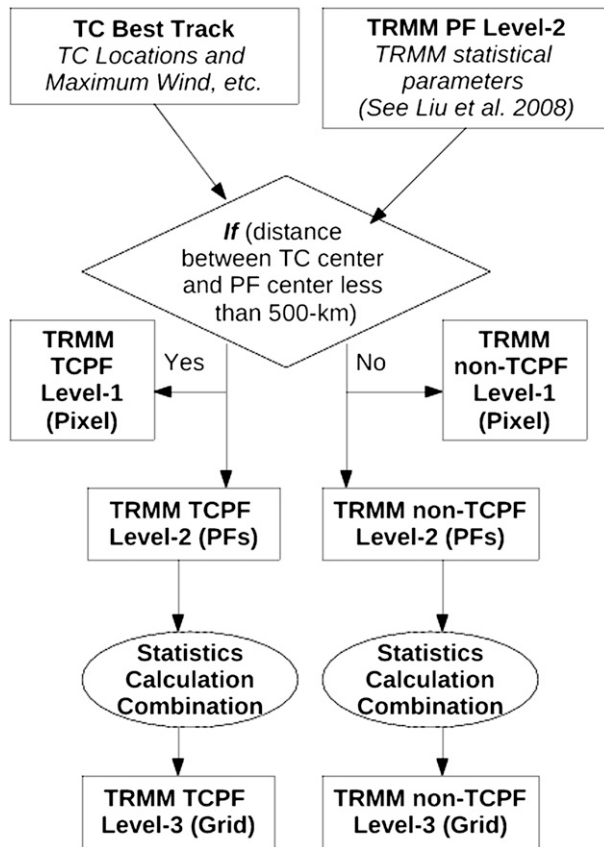 TC Best Track
TC Locations and
Maximum Wind, etc.
TRMM PF Level-2
TRMM statistical
parameters
(See Liu et al. 2008)
If (distance
between TC center
and PF center less
than 500-km)
TRMM
TCPF
Level-1
(Pixel)
Yes
No
TRMM
non-TCPF
Level-1
(Pixel)
TRMM TCPF
Level-2 (PFs)
TRMM non-TCPF
Level-2 (PFs)
Statistics
Calculation
Combination
Statistics
Calculation
Combination
TRMM TCPF
Level-3 (Grid)
TRMM non-TCPF
Level-3 (Grid)